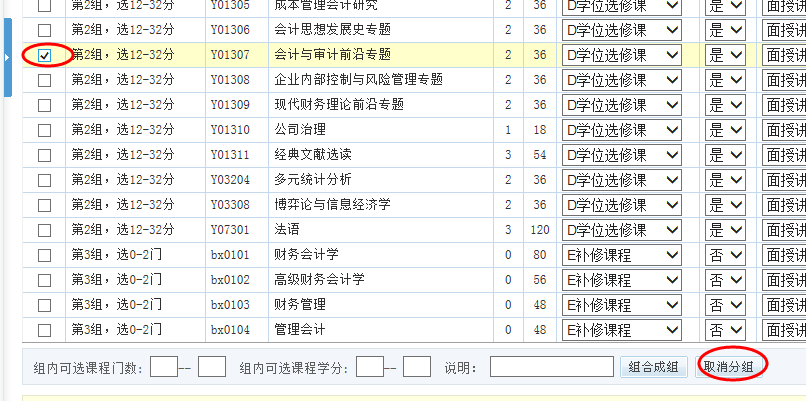 第2组，选12-32分 Y01305 成本管理会计研究 2 36 D学位选修课 是 面授讲
第2组，选12-32分 Y01306 会计思想发展史专题 2 36 D学位选修课 是 面授讲
第2组，选12-32分 Y01307 会计与审计前沿专题 2 36 D学位选修课 是 面授讲
第2组，选12-32分 Y01308 企业内部控制与风险管理专题 2 36 D学位选修课 是 面授讲
第2组，选12-32分 Y01309 现代财务理论前沿专题 2 36 D学位选修课 是 面授讲
第2组，选12-32分 Y01310 公司治理 1 18 D学位选修课 是 面授讲
第2组，选12-32分 Y01311 经典文献选读 3 54 D学位选修课 是 面授讲
第2组，选12-32分 Y03204 多元统计分析 2 36 D学位选修课 是 面授讲
第2组，选12-32分 Y03308 博弈论与信息经济学 2 36 D学位选修课 是 面授讲
第2组，选12-32分 Y07301 法语 3 120 D学位选修课 是 面授讲
第3组，选0-2门 bx0101 财务会计学 0 80 E补修课程 否 面授讲
第3组，选0-2门 bx0102 高级财务会计学 0 56 E补修课程 否 面授讲
第3组，选0-2门 bx0103 财务管理 0 48 E补修课程 否 面授讲
第3组，选0-2门 bx0104 管理会计 0 48 E补修课程 否 面授讲
组内可选课程门数： -- 组内可选课程学分： -- 说明： 组合成组 取消分组